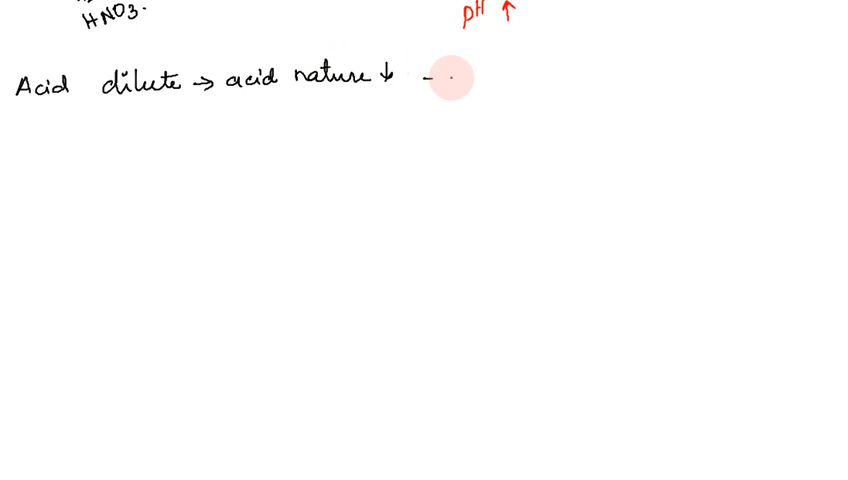 HNO3.
pH ↑
Acid dilute → acid nature ↓ -